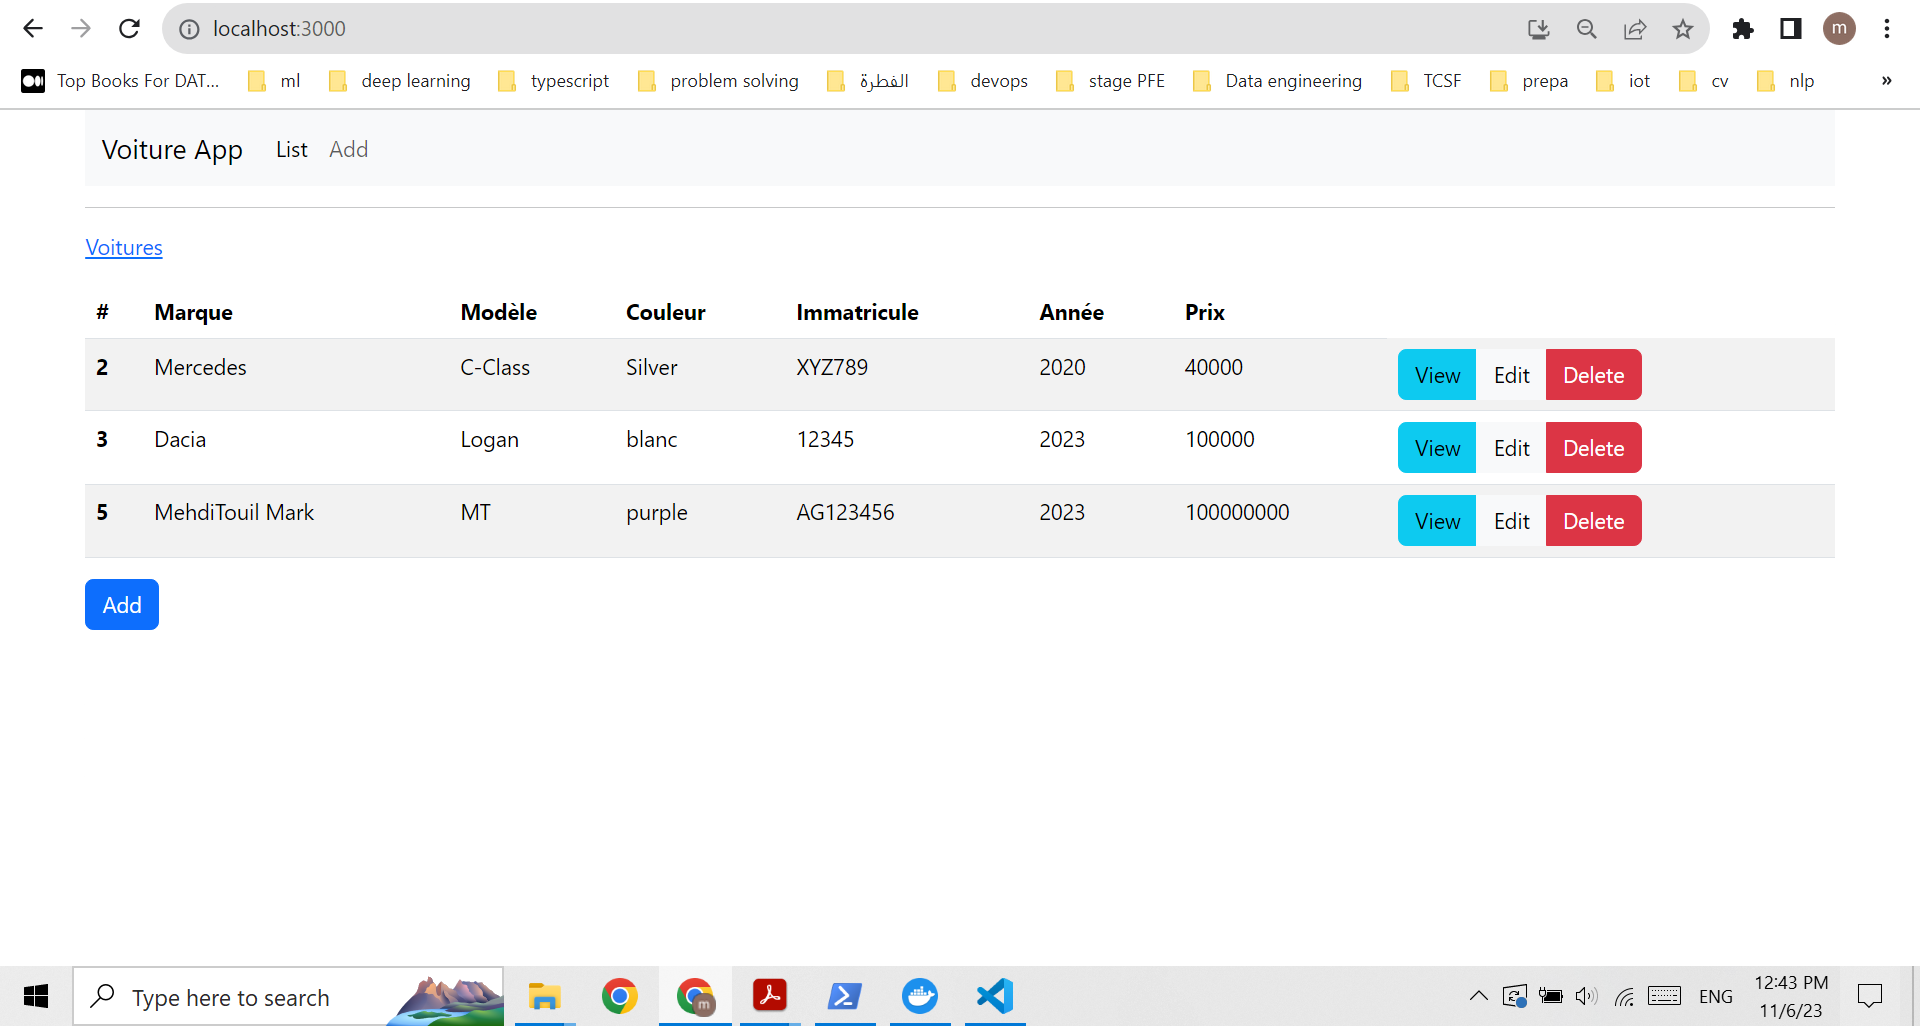 localhost:3000
m
Top Books For DAT... ml deep learning typescript problem solving الفطرة devops stage PFE Data engineering TCSF prepa iot cv nlp »
Voiture App List Add
Voitures
# Marque Modèle Couleur Immatricule Année Prix
2 Mercedes C-Class Silver XYZ789 2020 40000 View Edit Delete
3 Dacia Logan blanc 12345 2023 100000 View Edit Delete
5 MehdiTouil Mark MT purple AG123456 2023 100000000 View Edit Delete
Add
Type here to search
m
ENG
12:43 PM
11/6/23